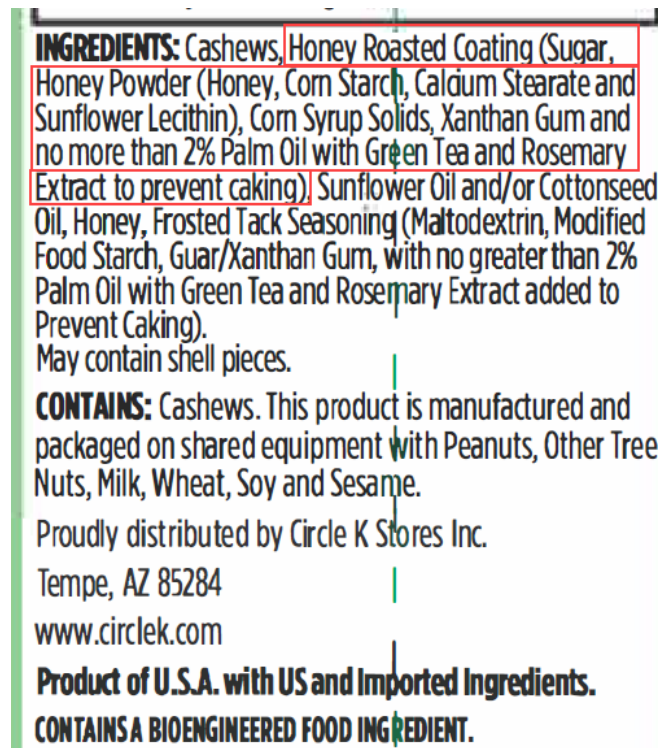 INGREDIENTS: Cashews, Honey Roasted Coating (Sugar,
Honey Powder (Honey, Corn Starch, Calcium Stearate and
Sunflower Lecithin), Corn Syrup Solids, Xanthan Gum and
no more than 2% Palm Oil with Green Tea and Rosemary
Extract to prevent caking), Sunflower Oil and/or Cottonseed
Oil, Honey, Frosted Tack Seasoning (Maltodextrin, Modified
Food Starch, Guar/Xanthan Gum, with no greater than 2%
Palm Oil with Green Tea and Rosemary Extract added to
Prevent Caking).
May contain shell pieces.
CONTAINS: Cashews. This product is manufactured and
packaged on shared equipment with Peanuts, Other Tree
Nuts, Milk, Wheat, Soy and Sesame.
Proudly distributed by Circle K Stores Inc.
Tempe, AZ 85284
www.circlek.com
Product of U.S.A. with US and Imported Ingredients.
CONTAINS A BIOENGINEERED FOOD INGREDIENT.